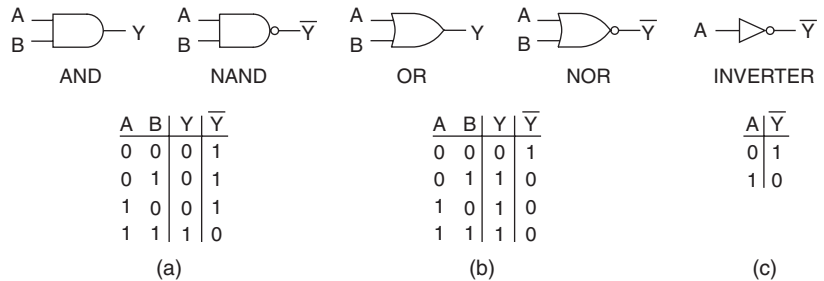 A B Y
A B Y̅
A B Y
A B Y̅
A Y̅
AND NAND OR NOR INVERTER
A B Y Y̅
0 0 0 1
0 1 0 1
1 0 0 1
1 1 1 0
(a)
A B Y Y̅
0 0 0 1
0 1 1 0
1 0 1 0
1 1 1 0
(b)
A Y̅
0 1
1 0
(c)